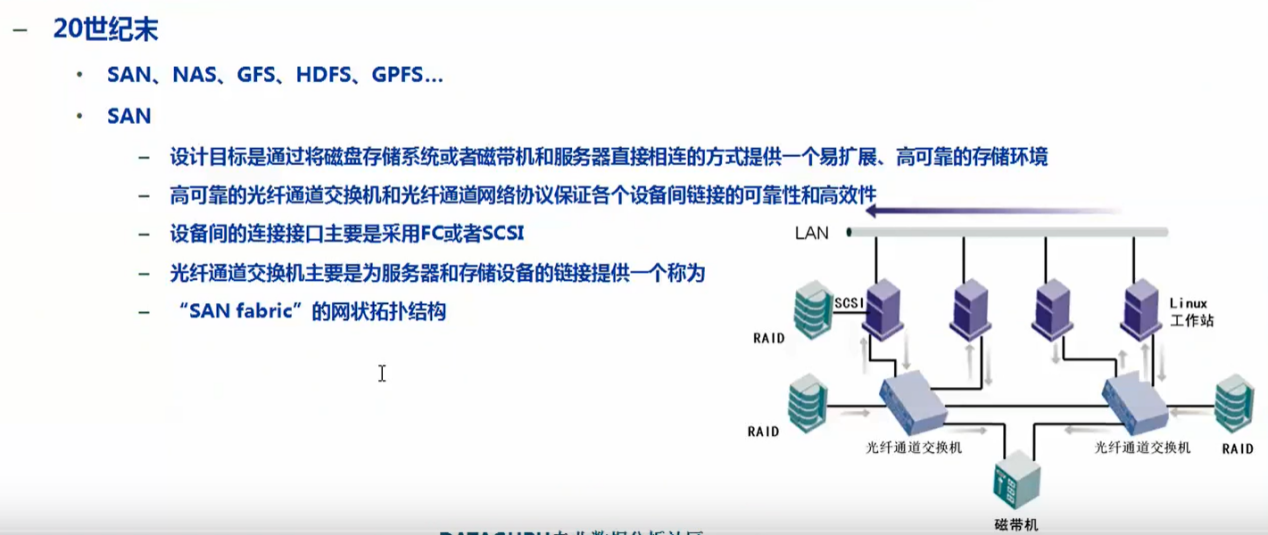 – 20世纪末
• SAN、NAS、GFS、HDFS、GPFS…
• SAN
– 设计目标是通过将磁盘存储系统或者磁带机和服务器直接相连的方式提供一个易扩展、高可靠的存储环境
– 高可靠的光纤通道交换机和光纤通道网络协议保证各个设备间链接的可靠性和高效性
– 设备间的连接接口主要是采用FC或者SCSI
– 光纤通道交换机主要是为服务器和存储设备的链接提供一个称为
– “SAN fabric”的网状拓扑结构
LAN
SCSI
Linux
工作站
RAID
RAID
光纤通道交换机
光纤通道交换机
RAID
磁带机